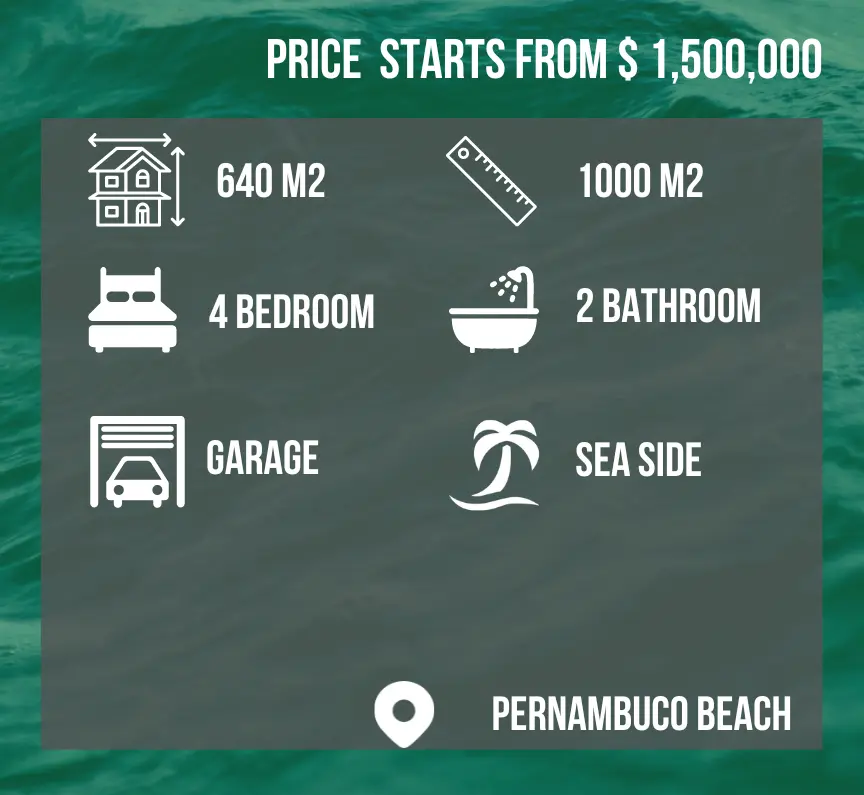 PRICE STARTS FROM $ 1,500,000
640 M2
1000 M2
4 BEDROOM
2 BATHROOM
GARAGE
SEA SIDE
PERNAMBUCO BEACH